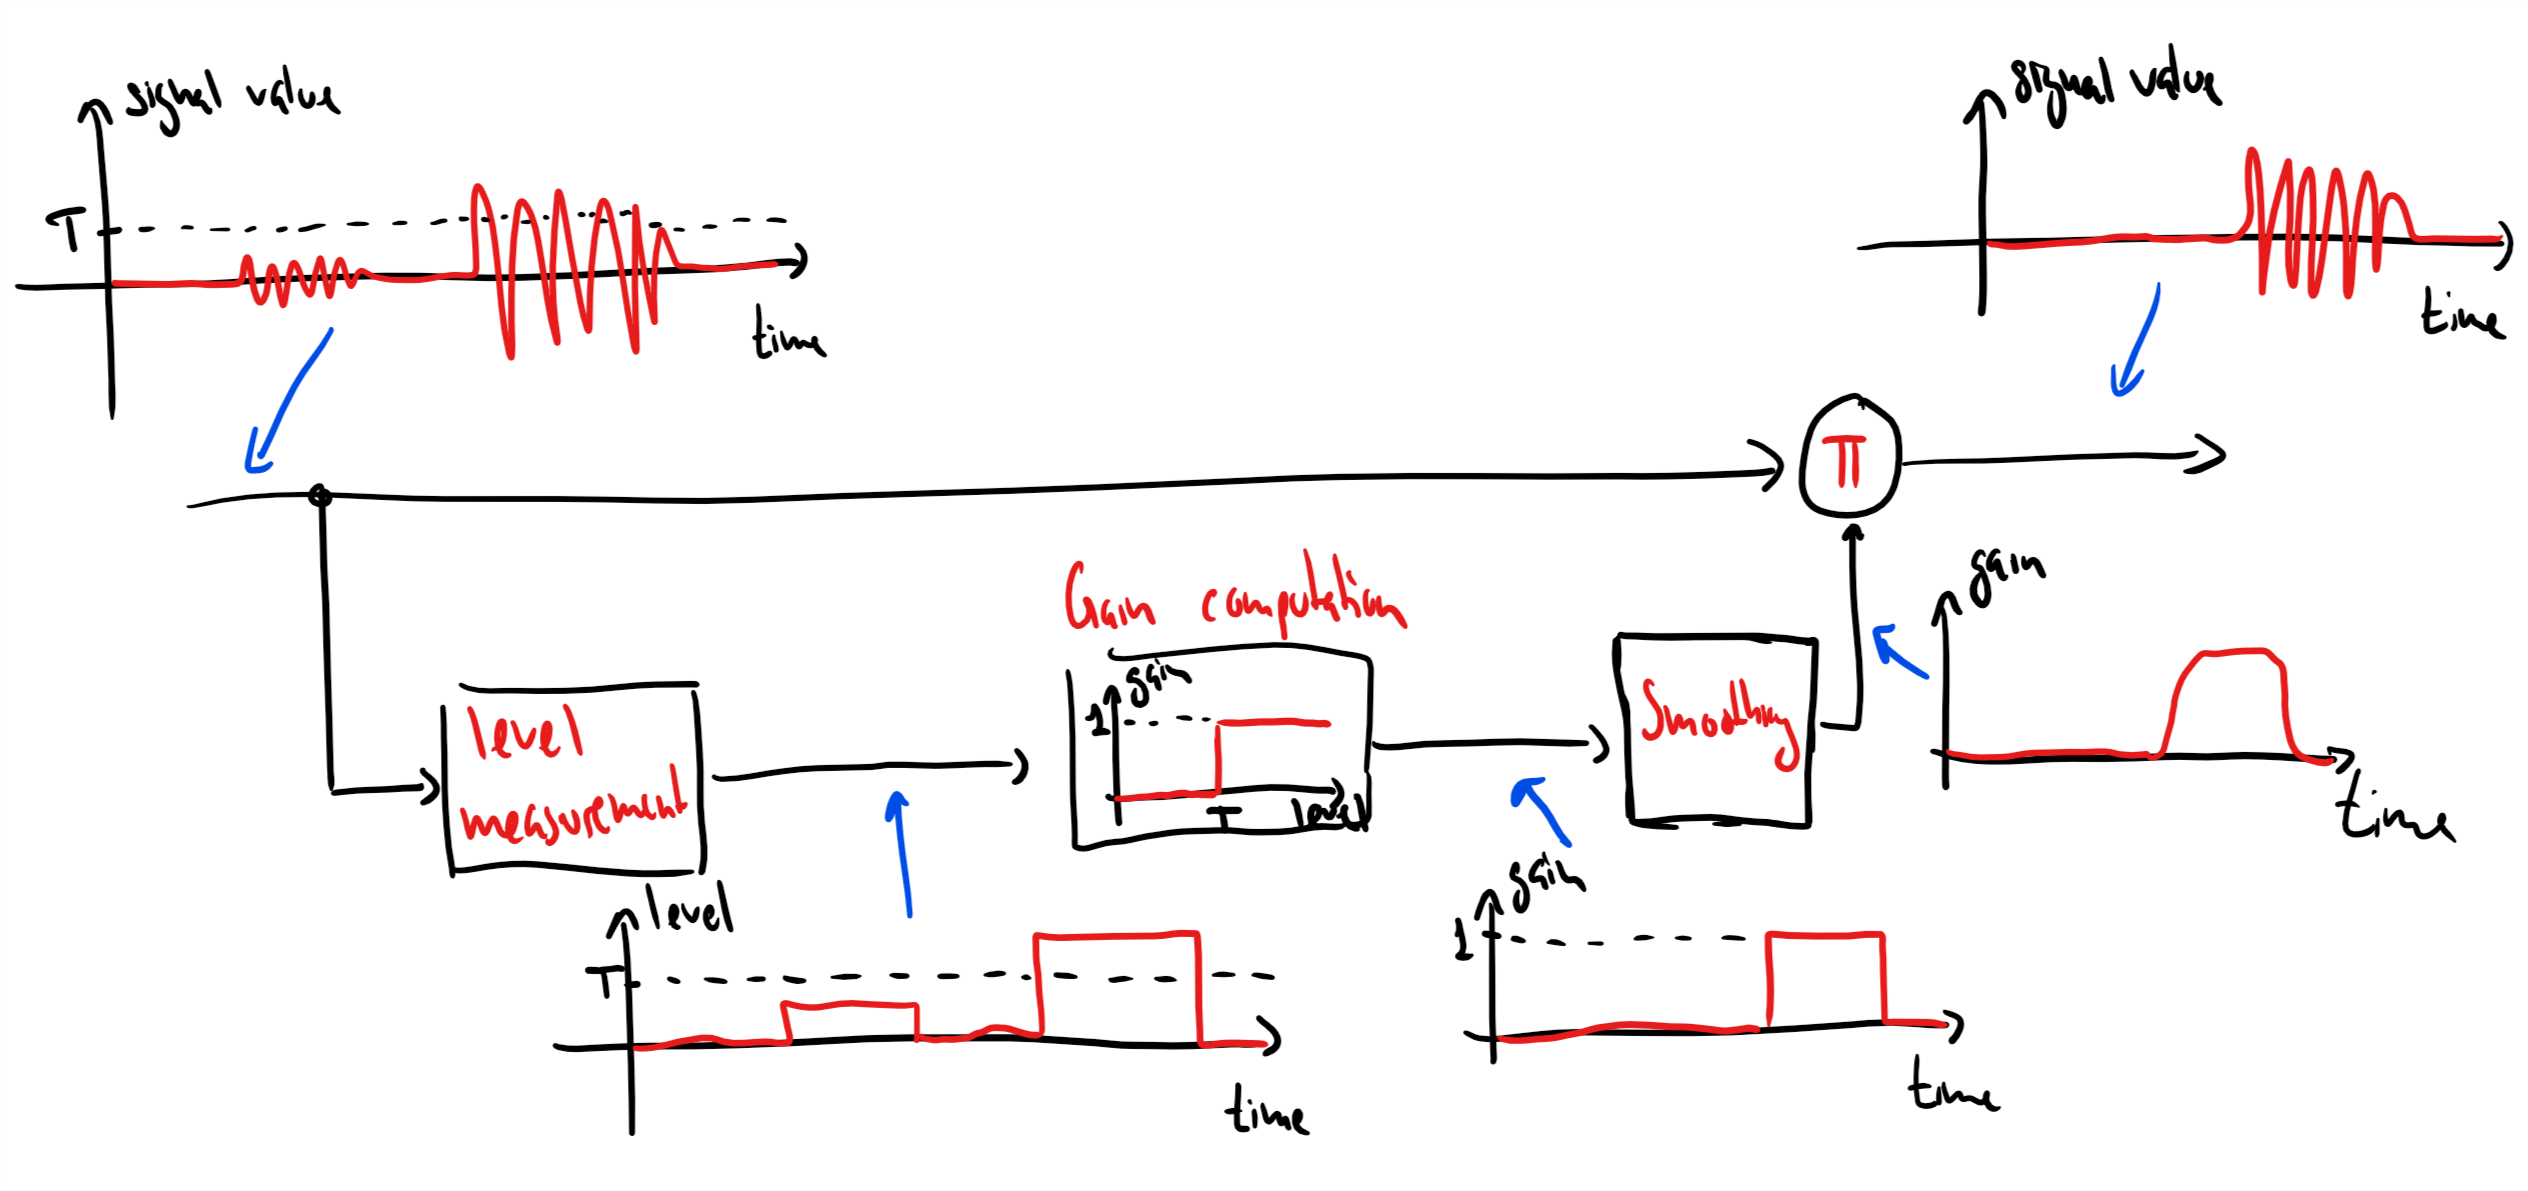 signal value
T
time
signal value
time
Π
Gain computation
gain
1
T
level
level
measurement
Smoothing
gain
time
level
T
time
gain
1
time